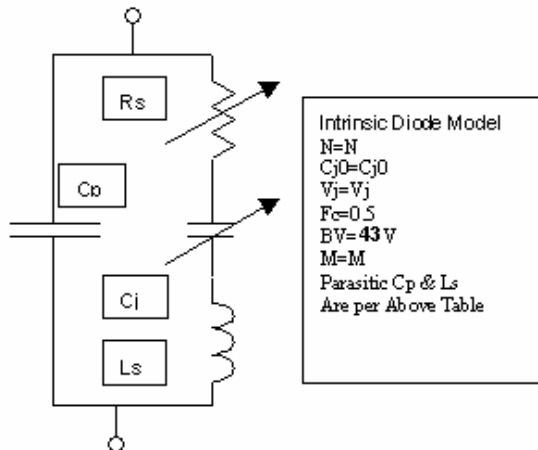 Rs
Cp
Cj
Ls
Intrinsic Diode Model
N=N
Cj0=Cj0
Vj=Vj
Fc=0.5
BV=43V
M=M
Parasitic Cp & Ls
Are per Above Table